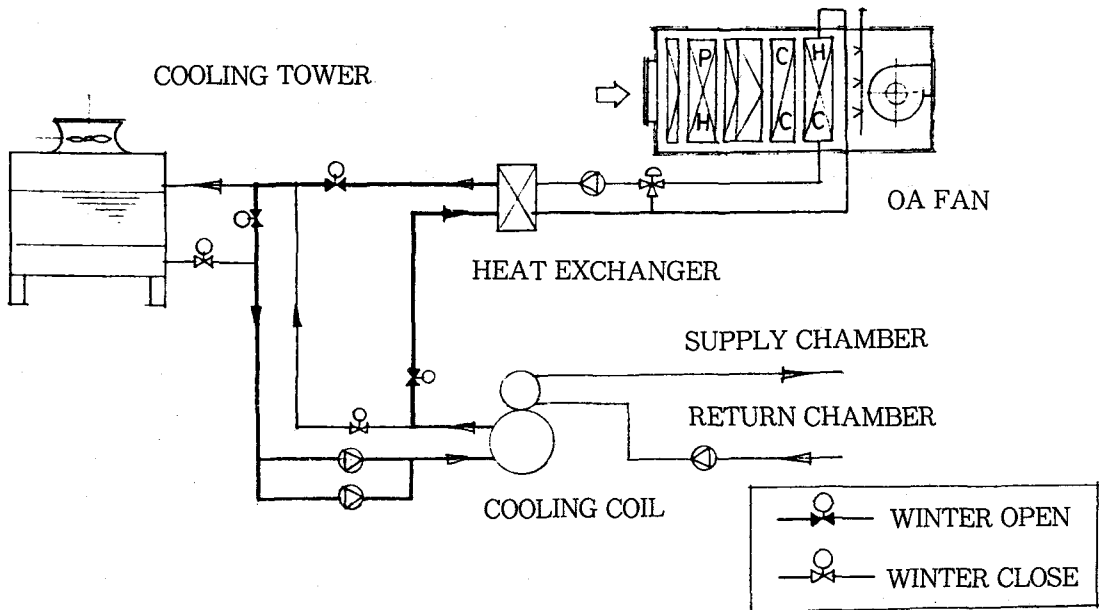 COOLING TOWER
P H
C C
H C
OA FAN
HEAT EXCHANGER
SUPPLY CHAMBER
RETURN CHAMBER
COOLING COIL
WINTER OPEN
WINTER CLOSE